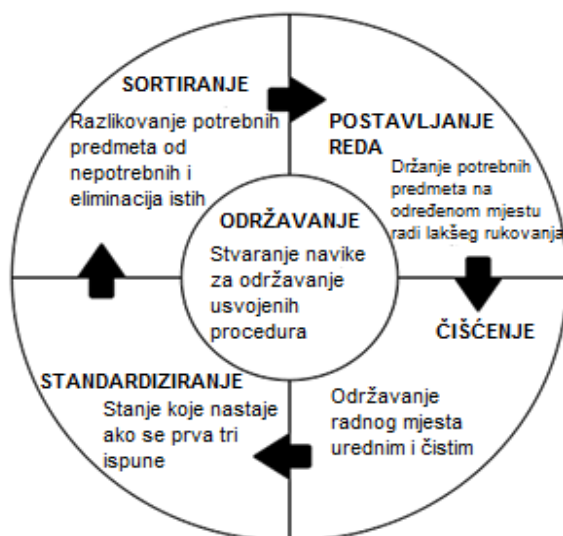 SORTIRANJE
Razlikovanje potrebnih
predmeta od
nepotrebnih i
eliminacija istih
POSTAVLJANJE
REDA
Držanje potrebnih
predmeta na
određenom mjestu
radi lakšeg rukovanja
ODRŽAVANJE
Stvaranje navike
za održavanje
usvojenih
procedura
ČIŠĆENJE
Održavanje
radnog mjesta
urednim i čistim
STANDARDIZIRANJE
Stanje koje nastaje
ako se prva tri
ispune